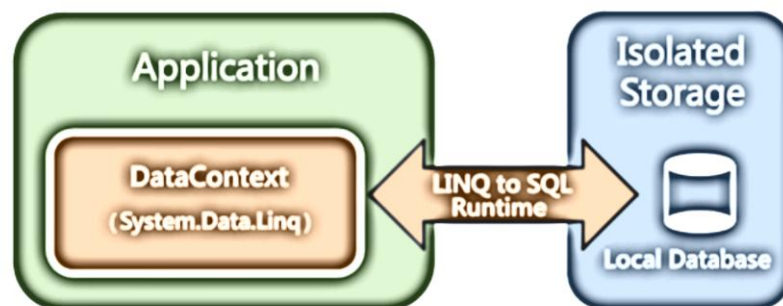 Application
DataContext
(System.Data.Linq)
LINQ to SQL
Runtime
Isolated
Storage
Local Database